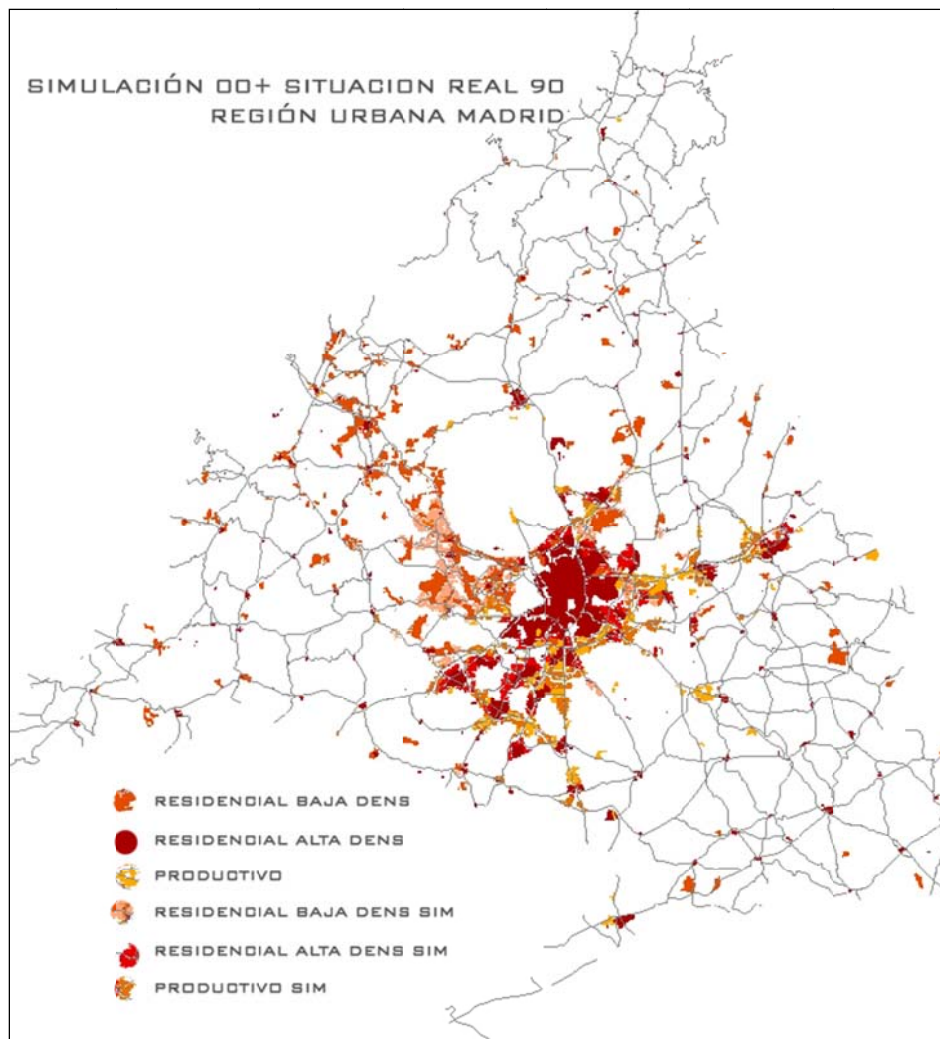 SIMULACIÓN 00+ SITUACION REAL 90
REGIÓN URBANA MADRID
RESIDENCIAL BAJA DENS
RESIDENCIAL ALTA DENS
PRODUCTIVO
RESIDENCIAL BAJA DENS SIM
RESIDENCIAL ALTA DENS SIM
PRODUCTIVO SIM